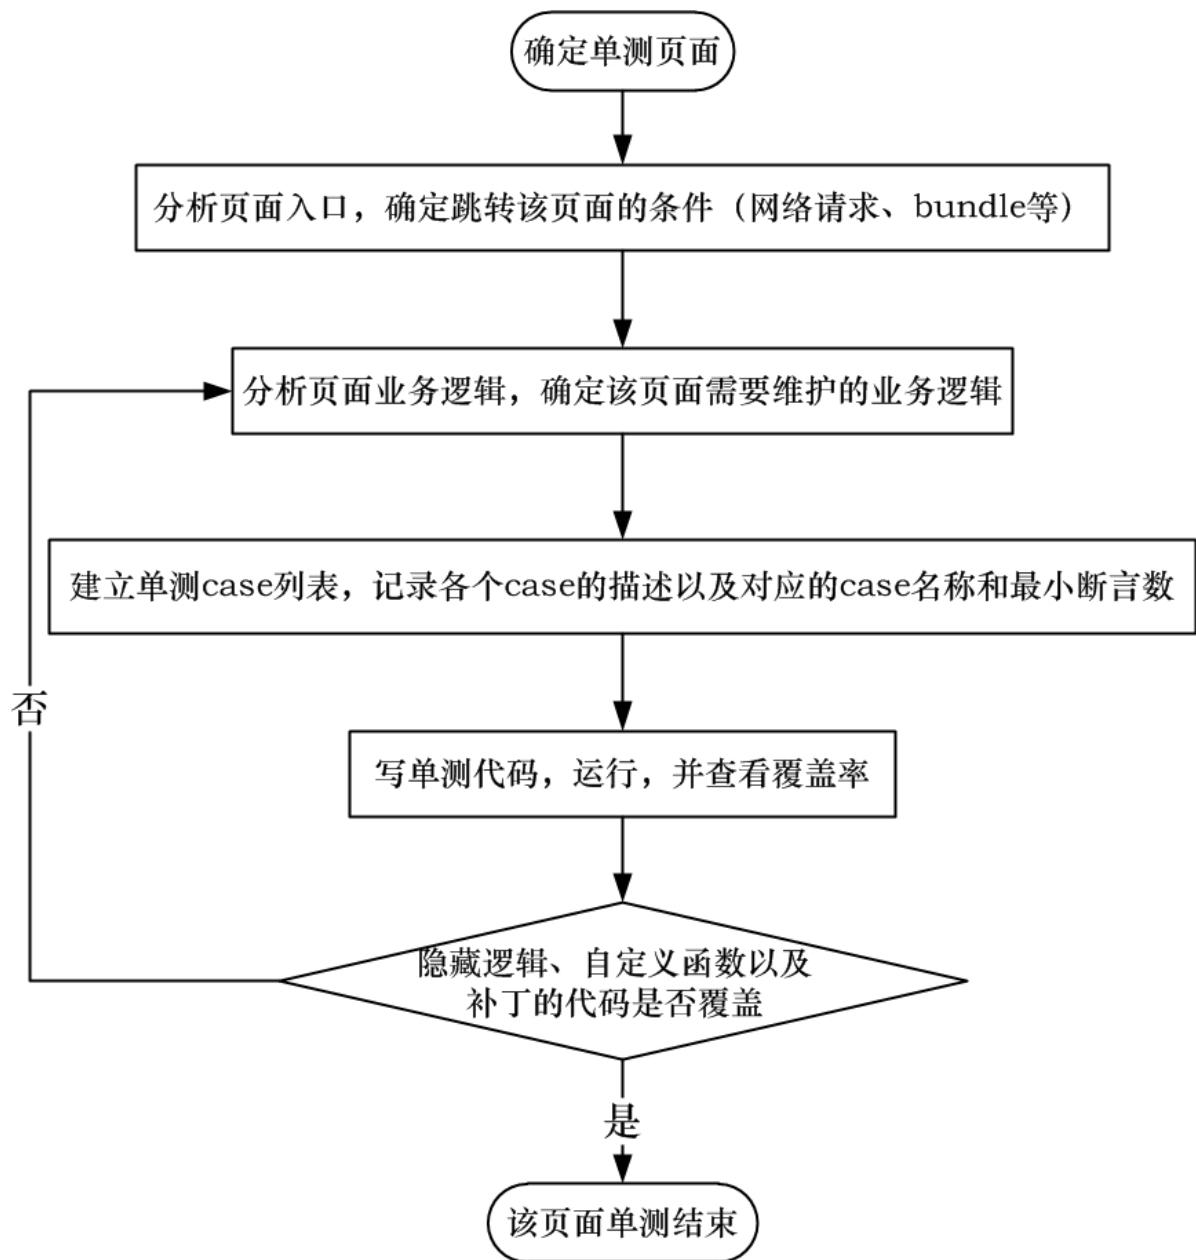 确定单测页面
分析页面入口，确定跳转该页面的条件（网络请求、bundle等）
分析页面业务逻辑，确定该页面需要维护的业务逻辑
建立单测case列表，记录各个case的描述以及对应的case名称和最小断言数
否
写单测代码，运行，并查看覆盖率
隐藏逻辑、自定义函数以及
补丁的代码是否覆盖
是
该页面单测结束